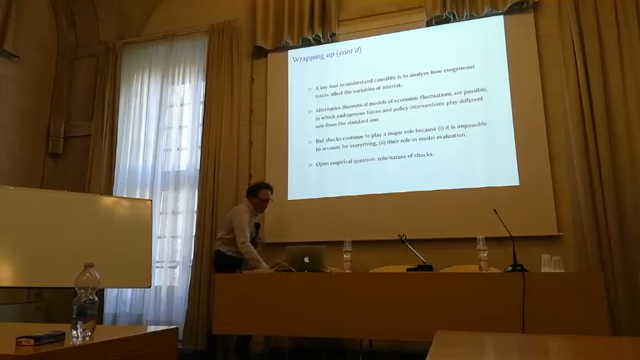 Wrapping up (cont'd)
▷ A key tool to understand causality is to analyze how exogenous
forces affect the variables of interest.
▷ Alternative theoretical models of economic fluctuations are possible,
in which endogenous forces and policy interventions play different
role from the standard one.
▷ But shocks continue to play a major role because (i) it is impossible
to account for everything, (ii) their role in model evaluation.
▷ Open empirical question: role/nature of shocks.